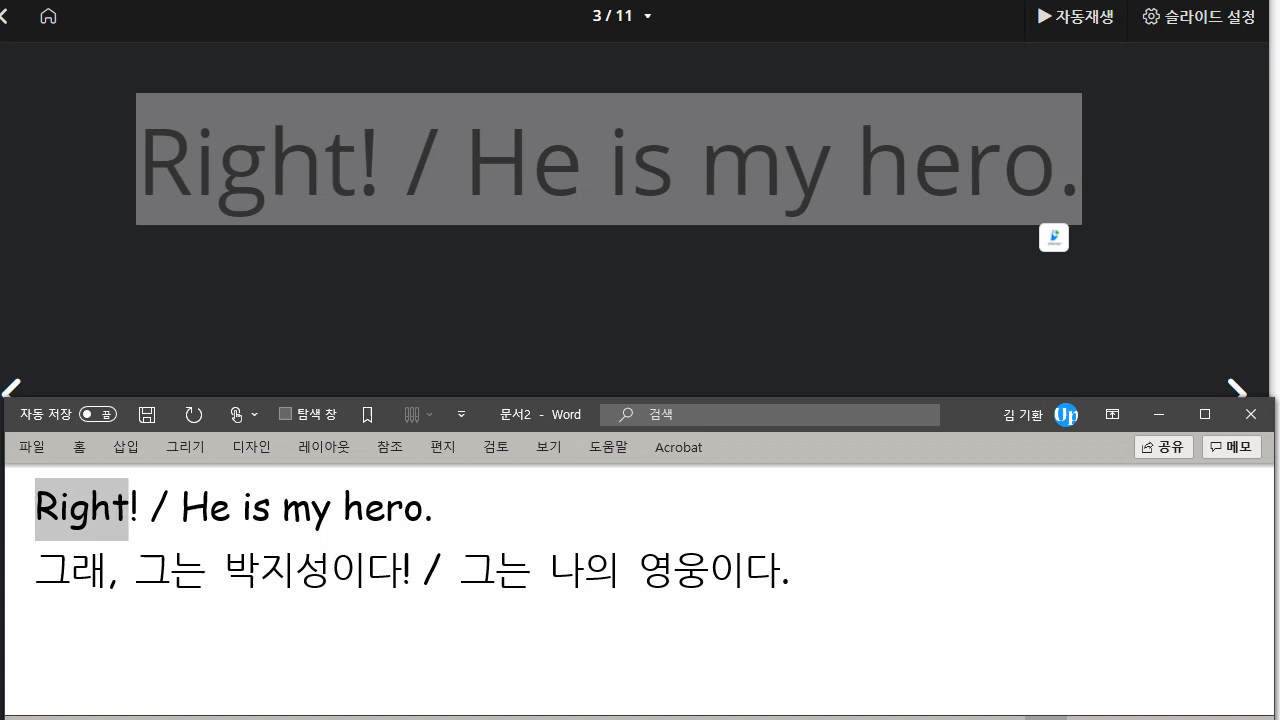 3 / 11
자동재생
슬라이드 설정
Right! / He is my hero.
자동 저장 끔
탐색 창
문서2 - Word
검색
김 기환
Up
파일 홈 삽입 그리기 디자인 레이아웃 참조 편지 검토 보기 도움말 Acrobat
공유
메모
Right! / He is my hero.
그래, 그는 박지성이다! / 그는 나의 영웅이다.